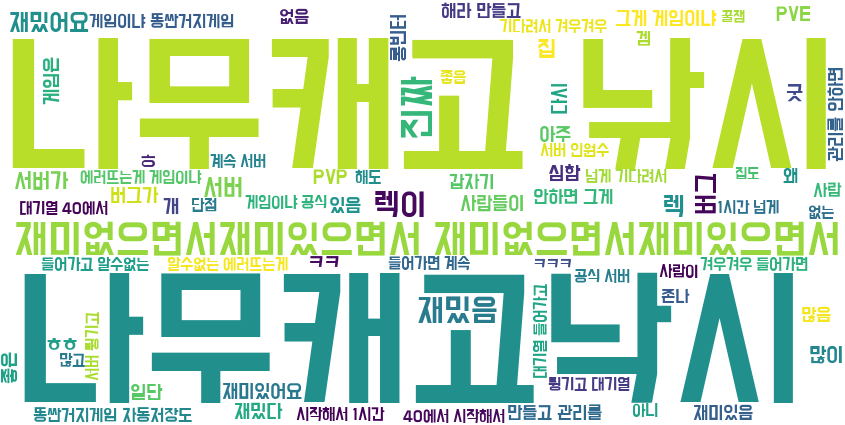 재밌어요
게임이냐 똥싼거지게임
없음
해라 만들고
그게 게임이냐
꿀잼
PVE
기다려서 겨우겨우
겜
풀빅터
집
게임은
나무캐고 낚시
좋은
진짜
다시
굿
관리를 안하면
아주
ㅎ
계속 서버
서버 인원수
서버가
에러뜨는게 게임이냐
서버
PVP
해도
갑자기
심함
넘게 기다려서
집도
왜
사람
버그가
버그
대기열 40에서
개
단점
게임이냐 공식
있음
렉이
사람들이
안하면 그게
렉
1시간 넘게
없는
재미없으면서재미있으면서 재미없으면서재미있으면서
들어가고 알수없는
알수없는 에러뜨는게
ㅋㅋ
들어가면 계속
ㅋㅋㅋ
공식 서버
사람이
겨우겨우 들어가면
나무캐고낚시
재밌음
존나
많음
대기열 들어가고
서버 튕기고
ㅎㅎ
많고
좋은
많이
튕기고 대기열
일단
재미있어요
똥싼거지게임 자동저장도
재밌다
시작해서 1시간
40에서 시작해서
만들고 관리를
아니
재미있음